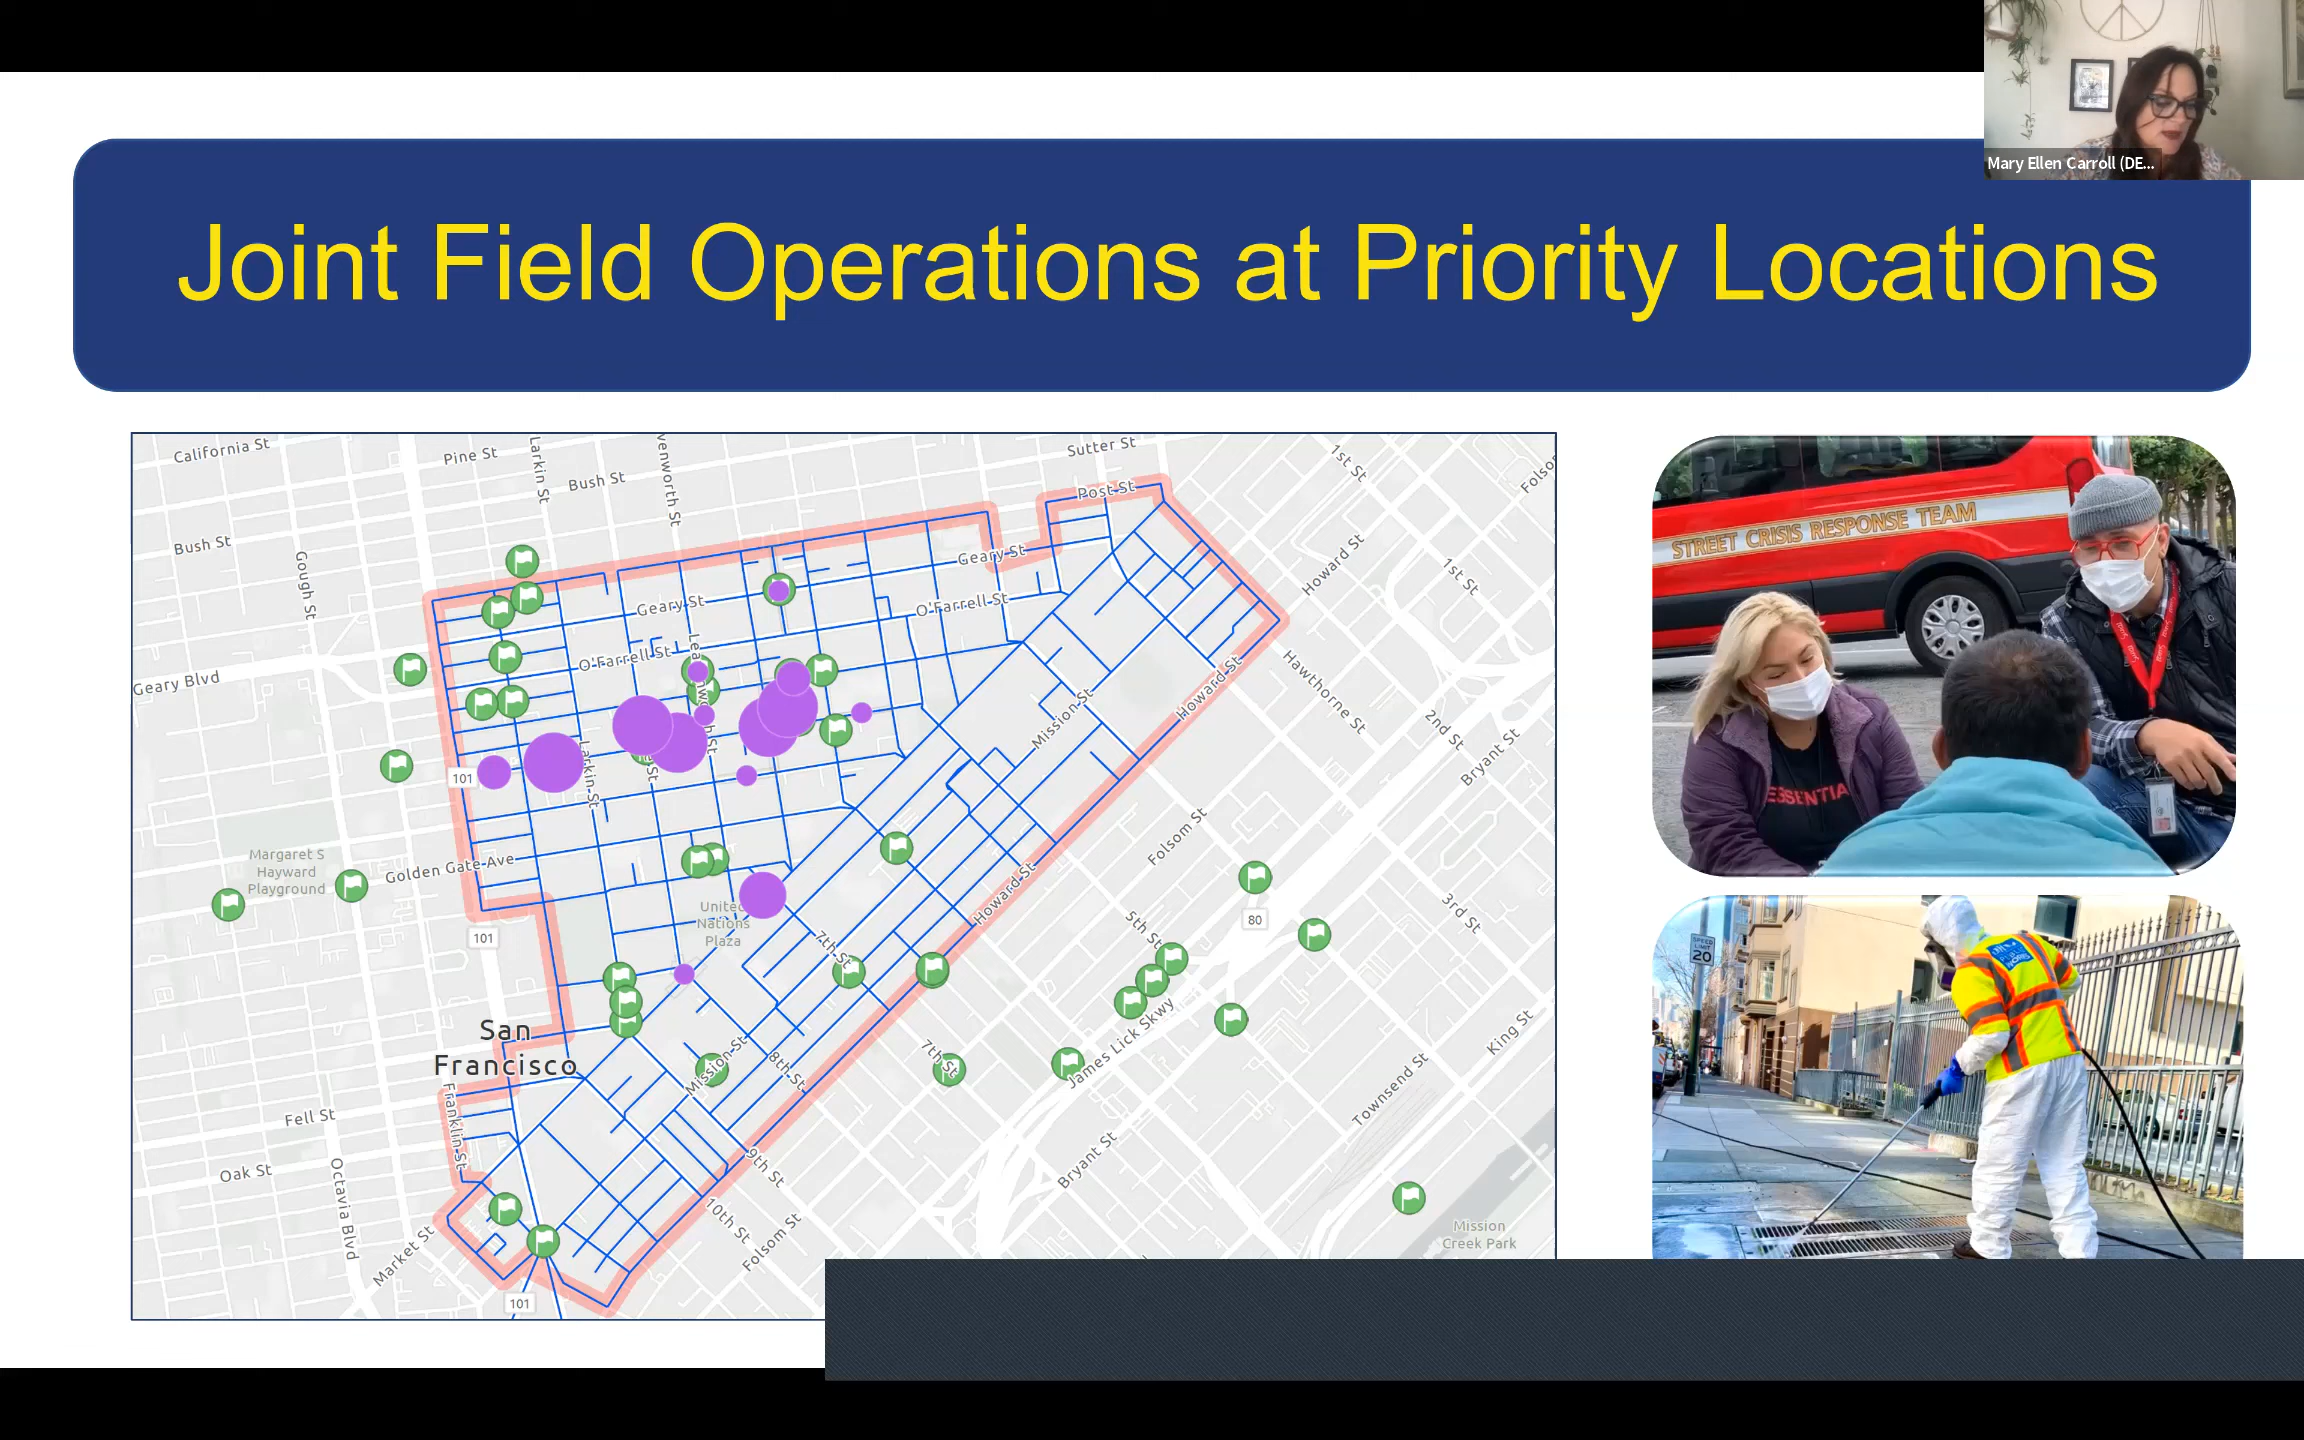 Mary Ellen Carroll (DE...
Joint Field Operations at Priority Locations
California St
Pine St
Larkin St
Bush St
venworth St
Sutter St
Post St
1st St
Folso
Bush St
Gough St
Geary St
Howard St
1st St
Geary St
O'Farrell St
O'Farrell St
Geary Blvd
Howard St
Hawthorne St
Mission St
2nd St
Bryant St
101
Larkin St
St
Folsom St
Margaret S
Hayward
Playground
Golden Gate Ave
United
Nations
Plaza
Howard St
80
3rd St
101
7th St
5th St
San
Francisco
Mission St
8th St
7th St
James Lick Skwy
King St
Townsend St
Franklin St
Fell St
Oak St
Octavia Blvd
9th St
Bryant St
10th St
Folsom St
Market St
Mission
Creek Park
101
STREET CRISIS RESPONSE TEAM
ESSENTIA
SPEED
LIMIT
20